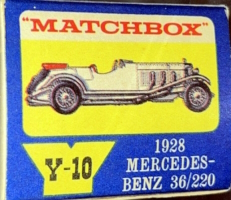 "MATCHBOX"
Y-10
1928
MERCEDES-
BENZ 36/220